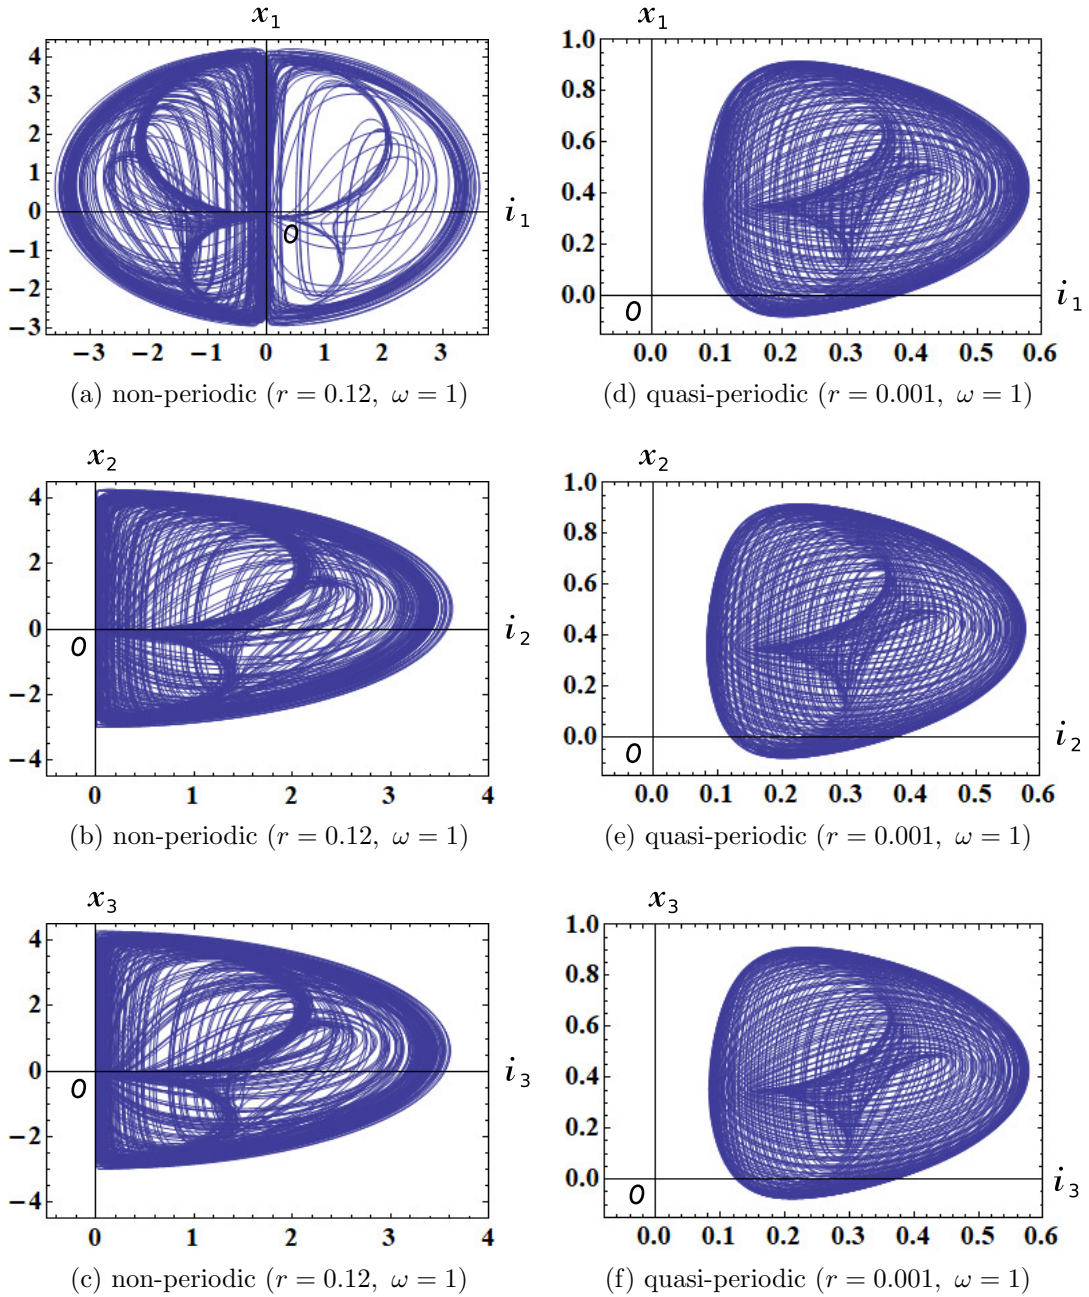 x1
4
3
2
1
0
−1
−2
−3
−3 −2 −1 0 1 2 3
0
i1
(a) non-periodic (r = 0.12, ω = 1)
x1
1.0
0.8
0.6
0.4
0.2
0.0
0.0 0.1 0.2 0.3 0.4 0.5 0.6
0
i1
(d) quasi-periodic (r = 0.001, ω = 1)
x2
4
2
0
−2
−4
0 1 2 3 4
0
i2
(b) non-periodic (r = 0.12, ω = 1)
x2
1.0
0.8
0.6
0.4
0.2
0.0
0.0 0.1 0.2 0.3 0.4 0.5 0.6
0
i2
(e) quasi-periodic (r = 0.001, ω = 1)
x3
4
2
0
−2
−4
0 1 2 3 4
0
i3
(c) non-periodic (r = 0.12, ω = 1)
x3
1.0
0.8
0.6
0.4
0.2
0.0
0.0 0.1 0.2 0.3 0.4 0.5 0.6
0
i3
(f) quasi-periodic (r = 0.001, ω = 1)